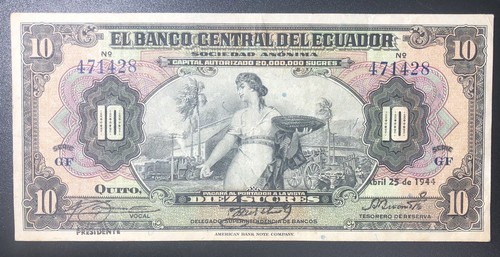 10 EL BANCO CENTRAL DEL ECUADOR 10
SOCIEDAD ANÓNIMA
Nº Nº
471428 CAPITAL AUTORIZADO 20,000,000 SUCRES 471428
10 10
SERIE SERIE
GF GF
QUITO, Abril 25 de 1944
PAGARÁ AL PORTADOR A LA VISTA
10 DIEZ SUCRES 10
VOCAL DELEGADO SUPERINTENDENCIA DE BANCOS TESORERO DE RESERVA
PRESIDENTE
AMERICAN BANK NOTE COMPANY.